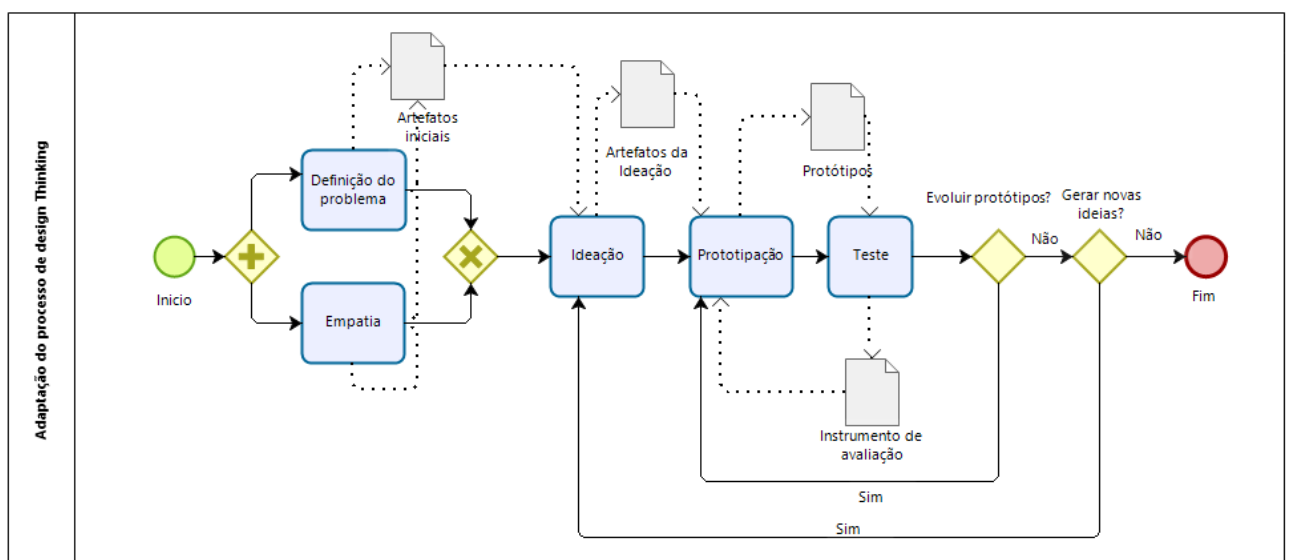 Adaptação do processo de design Thinking
Inicio
Definição do
problema
Empatia
Artefatos
iniciais
Ideação
Artefatos da
Ideação
Prototipação
Protótipos
Teste
Instrumento de
avaliação
Evoluir protótipos?
Não
Sim
Gerar novas
ideias?
Não
Sim
Fim